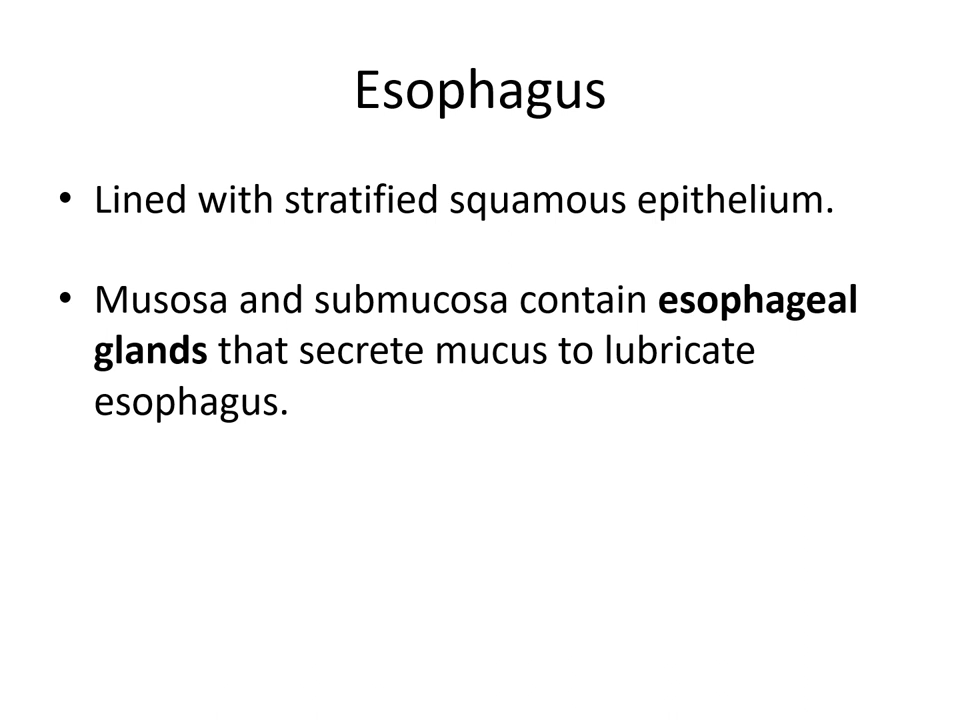 Esophagus
• Lined with stratified squamous epithelium.
• Musosa and submucosa contain esophageal
glands that secrete mucus to lubricate
esophagus.